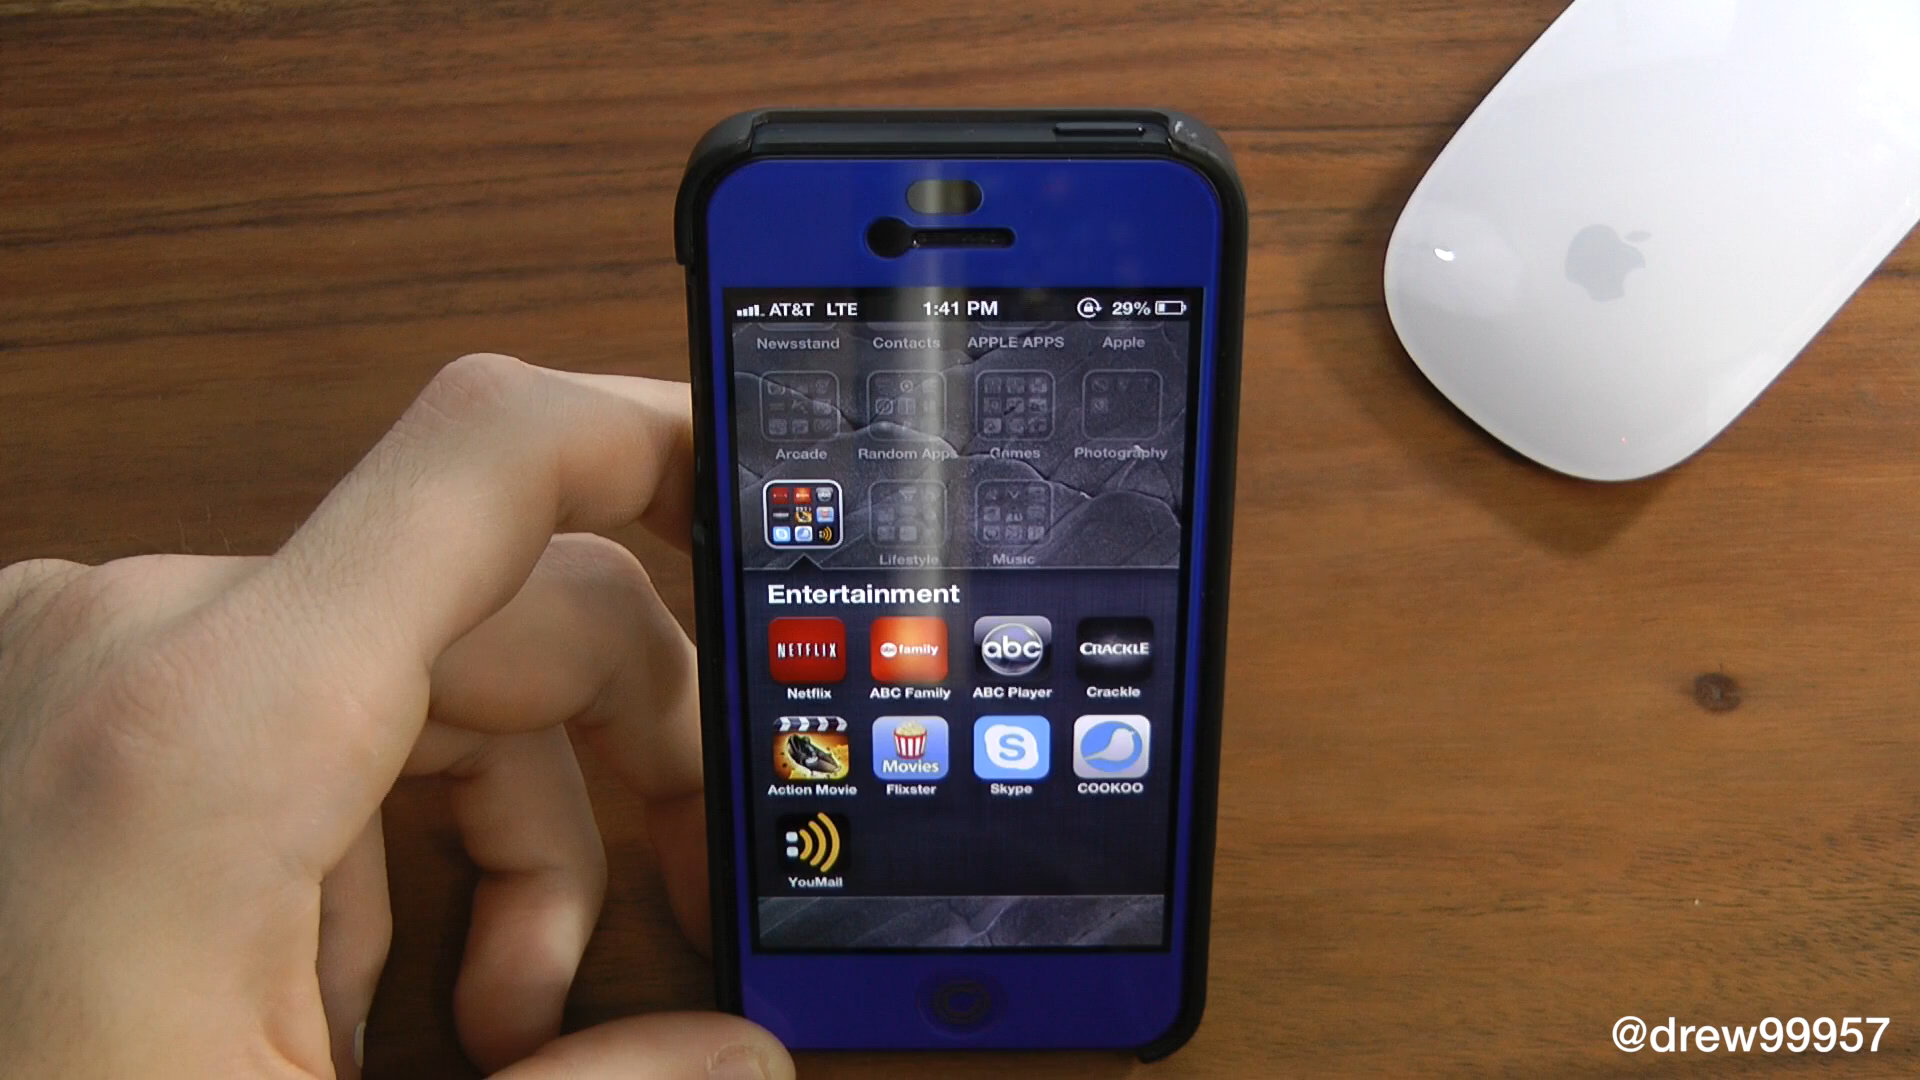 AT&T LTE 1:41 PM 29%
Newsstand Contacts APPLE APPS Apple
Arcade Random Apps Games Photography
Lifestyle Music
Entertainment
NETFLIX abc family abc CRACKLE
Netflix ABC Family ABC Player Crackle
Movies S
Action Movie Flixster Skype COOKOO
YouMail
@drew99957